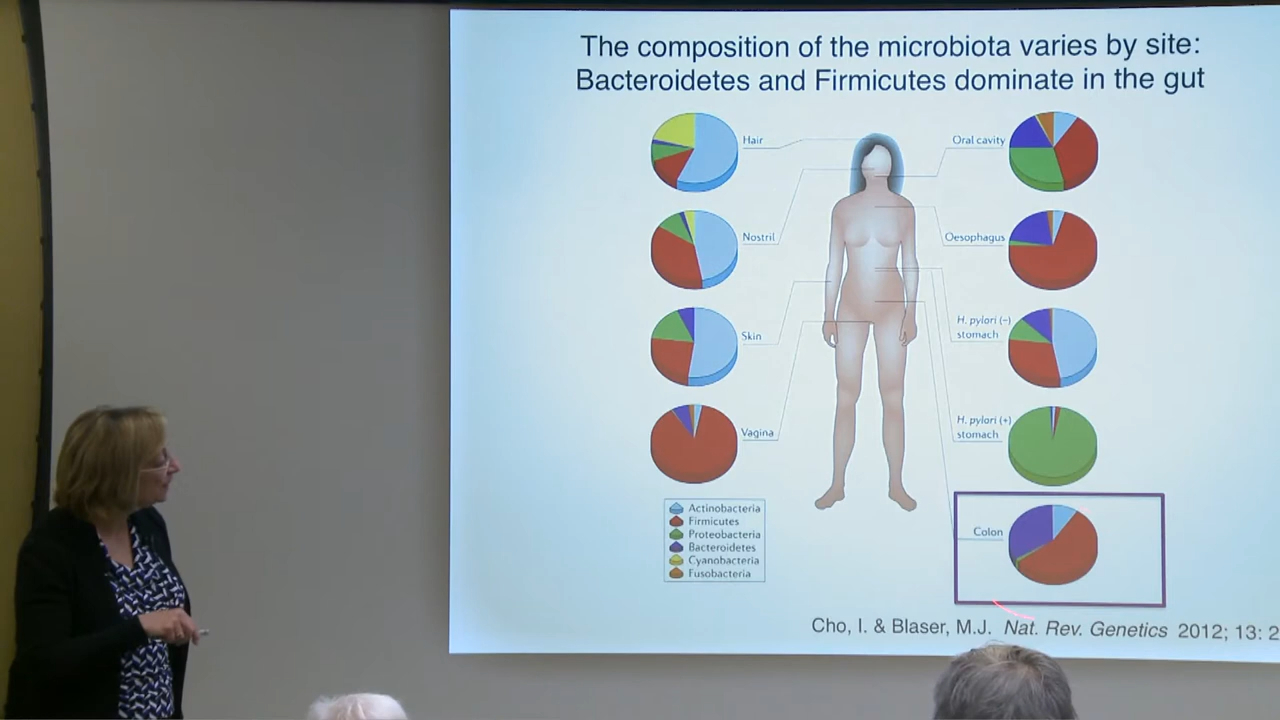 The composition of the microbiota varies by site:
Bacteroidetes and Firmicutes dominate in the gut
Hair
Oral cavity
Nostril
Oesophagus
Skin
H. pylori (−)
stomach
Vagina
H. pylori (+)
stomach
Actinobacteria
Firmicutes
Proteobacteria
Bacteroidetes
Cyanobacteria
Fusobacteria
Colon
Cho, I. & Blaser, M.J. Nat. Rev. Genetics 2012; 13: 2